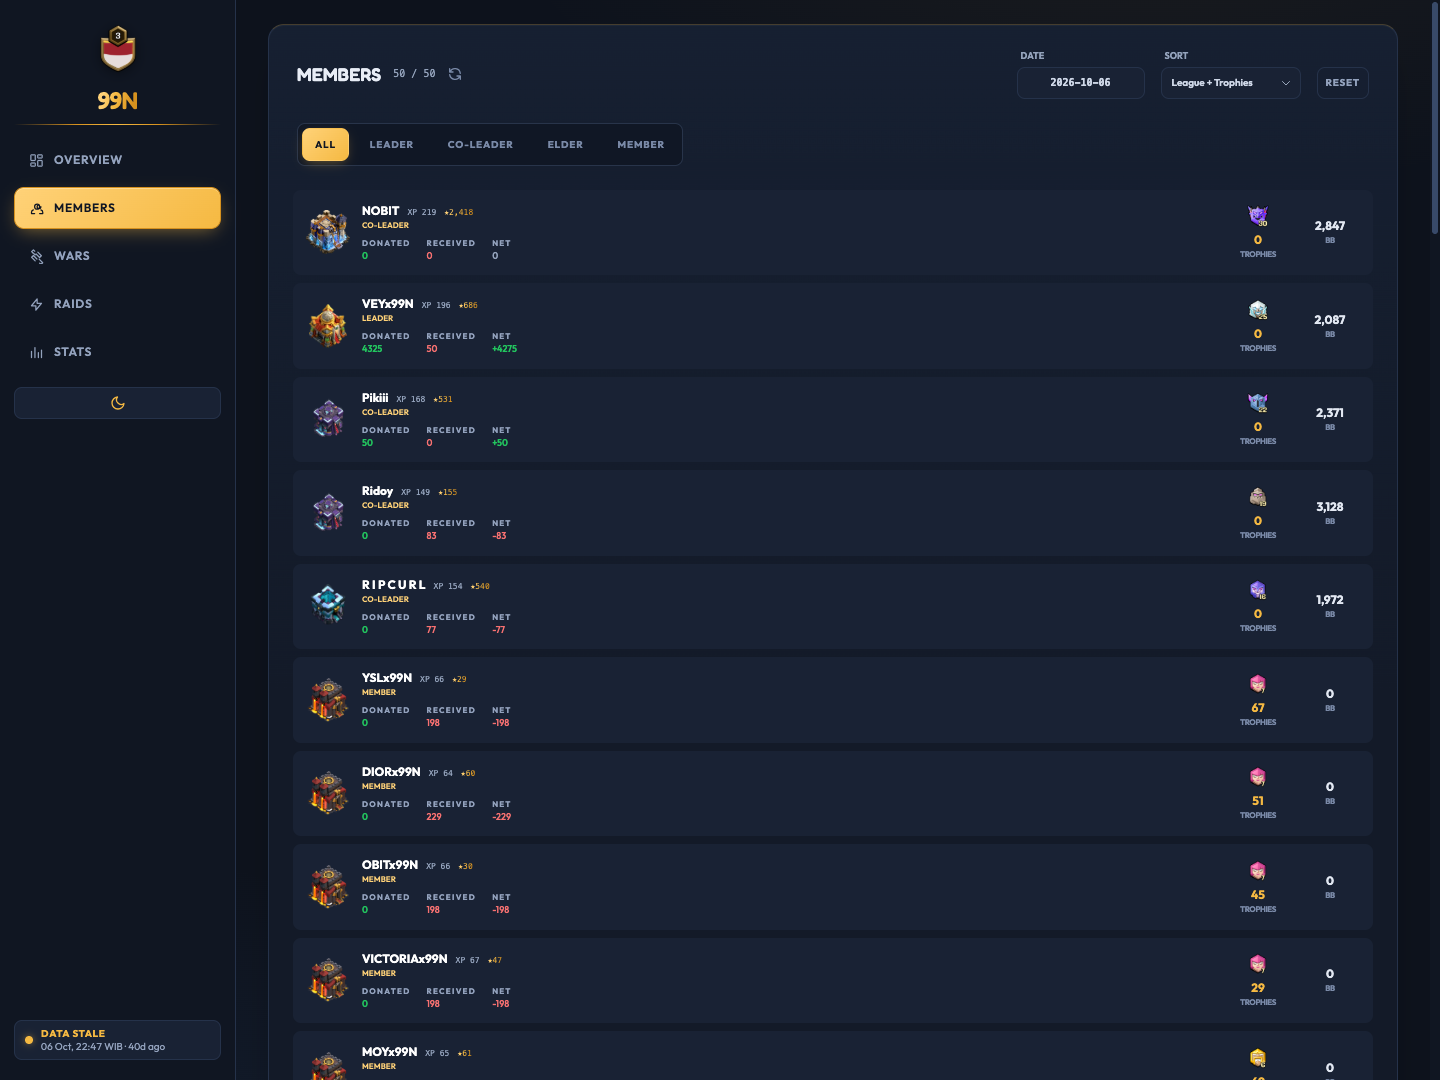 3
99N
OVERVIEW
MEMBERS
WARS
RAIDS
STATS
DATA STALE
06 Oct, 22:47 WIB · 40d ago
MEMBERS 50 / 50
DATE
2026-10-06
SORT
League + Trophies
RESET
ALL LEADER CO-LEADER ELDER MEMBER
NOBIT XP 219 ★2,418
CO-LEADER
DONATED RECEIVED NET
0 0 0
0
TROPHIES
2,847
BB
VEYx99N XP 196 ★686
LEADER
DONATED RECEIVED NET
4325 50 +4275
0
TROPHIES
2,087
BB
Pikiii XP 168 ★531
CO-LEADER
DONATED RECEIVED NET
50 0 +50
0
TROPHIES
2,371
BB
Ridoy XP 149 ★155
CO-LEADER
DONATED RECEIVED NET
0 83 -83
0
TROPHIES
3,128
BB
R I P C U R L XP 154 ★540
CO-LEADER
DONATED RECEIVED NET
0 77 -77
0
TROPHIES
1,972
BB
YSLx99N XP 66 ★29
MEMBER
DONATED RECEIVED NET
0 198 -198
67
TROPHIES
0
BB
DIORx99N XP 64 ★60
MEMBER
DONATED RECEIVED NET
0 229 -229
51
TROPHIES
0
BB
OBITx99N XP 66 ★30
MEMBER
DONATED RECEIVED NET
0 198 -198
45
TROPHIES
0
BB
VICTORIAx99N XP 67 ★47
MEMBER
DONATED RECEIVED NET
0 198 -198
29
TROPHIES
0
BB
MOYx99N XP 65 ★61
MEMBER
0
BB